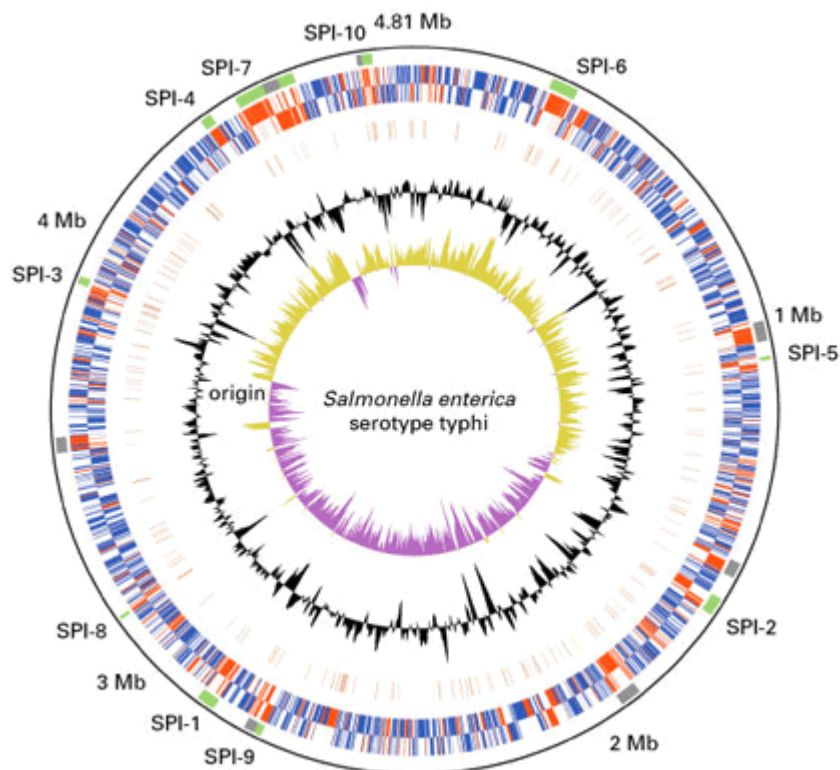 4.81 Mb
SPI-10
SPI-7
SPI-6
SPI-4
4 Mb
SPI-3
1 Mb
SPI-5
origin
Salmonella enterica
serotype typhi
SPI-2
SPI-8
3 Mb
SPI-1
2 Mb
SPI-9